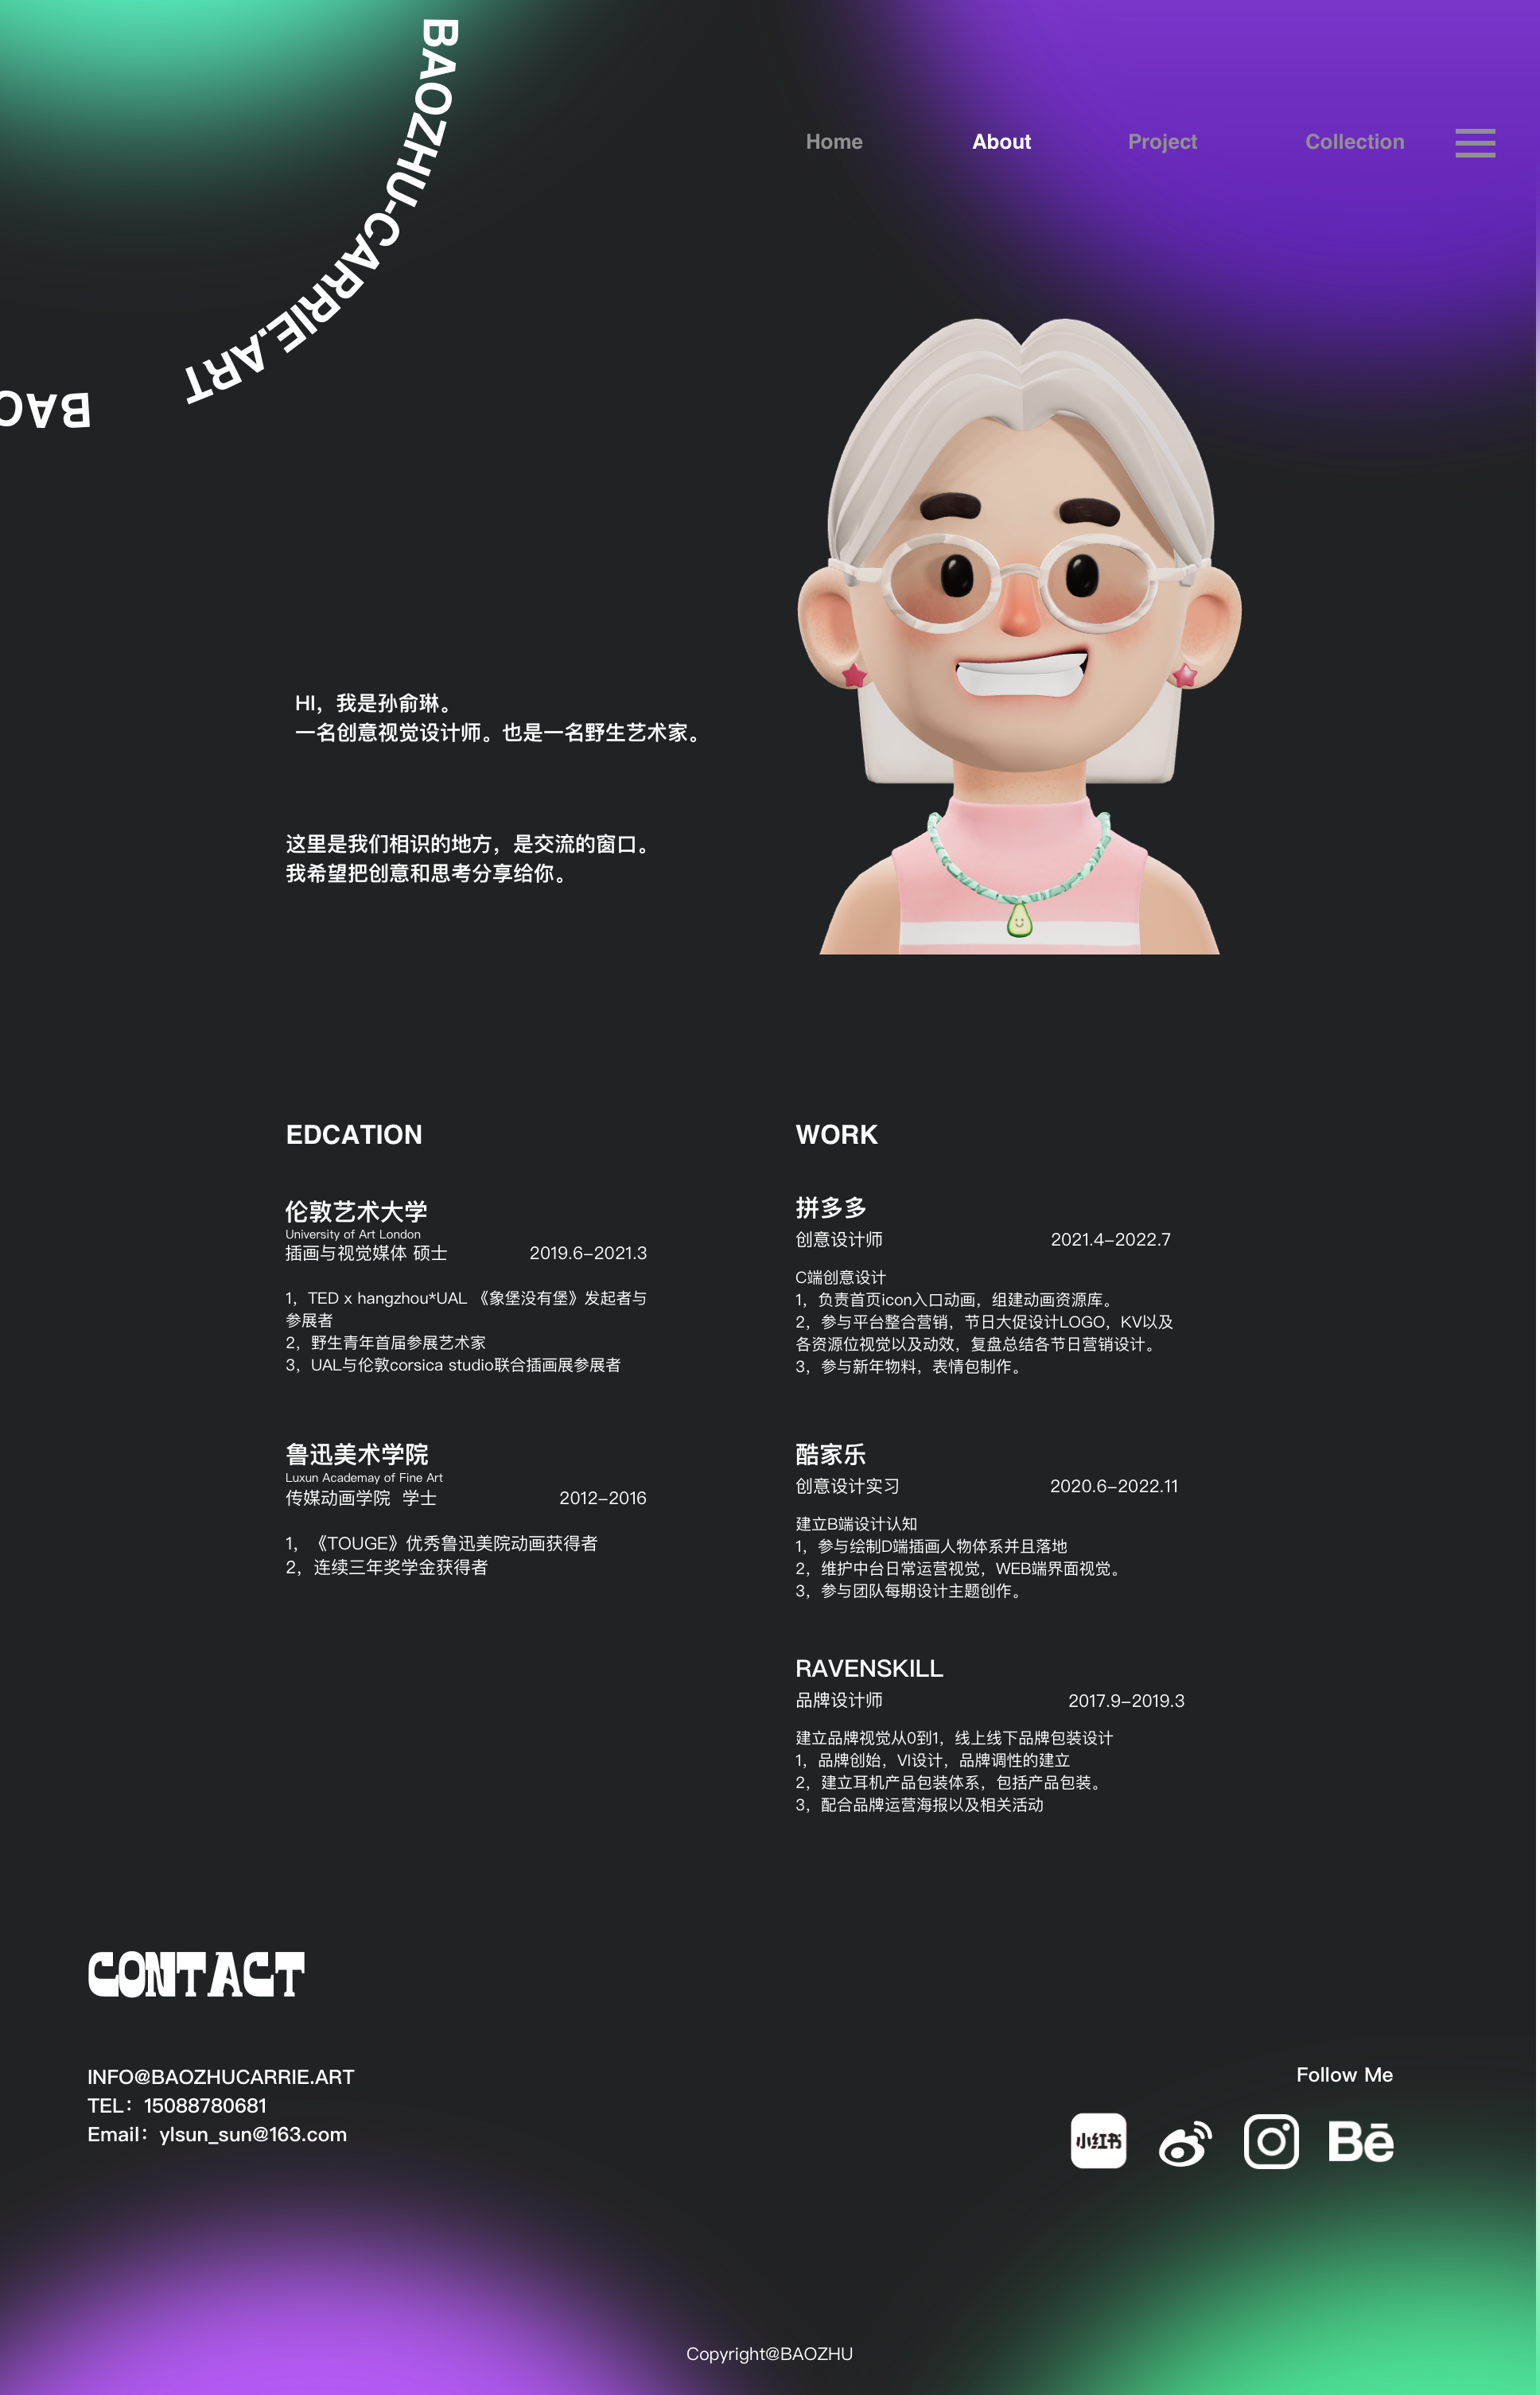 BAOZHU-CARRIE.ART
BAO
Home
About
Project
Collection
HI，我是孙俞琳。
一名创意视觉设计师。也是一名野生艺术家。
这里是我们相识的地方，是交流的窗口。
我希望把创意和思考分享给你。
EDCATION
伦敦艺术大学
University of Art London
插画与视觉媒体 硕士 2019.6-2021.3
1，TED x hangzhou*UAL 《象堡没有堡》发起者与
参展者
2，野生青年首届参展艺术家
3，UAL与伦敦corsica studio联合插画展参展者
鲁迅美术学院
Luxun Academay of Fine Art
传媒动画学院 学士 2012-2016
1，《TOUGE》优秀鲁迅美院动画获得者
2，连续三年奖学金获得者
WORK
拼多多
创意设计师 2021.4-2022.7
C端创意设计
1，负责首页icon入口动画，组建动画资源库。
2，参与平台整合营销，节日大促设计LOGO，KV以及
各资源位视觉以及动效，复盘总结各节日营销设计。
3，参与新年物料，表情包制作。
酷家乐
创意设计实习 2020.6-2022.11
建立B端设计认知
1，参与绘制D端插画人物体系并且落地
2，维护中台日常运营视觉，WEB端界面视觉。
3，参与团队每期设计主题创作。
RAVENSKILL
品牌设计师 2017.9-2019.3
建立品牌视觉从0到1，线上线下品牌包装设计
1，品牌创始，VI设计，品牌调性的建立
2，建立耳机产品包装体系，包括产品包装。
3，配合品牌运营海报以及相关活动
CONTACT
INFO@BAOZHUCARRIE.ART
TEL：15088780681
Email：ylsun_sun@163.com
Follow Me
小红书
Bē
Copyright@BAOZHU